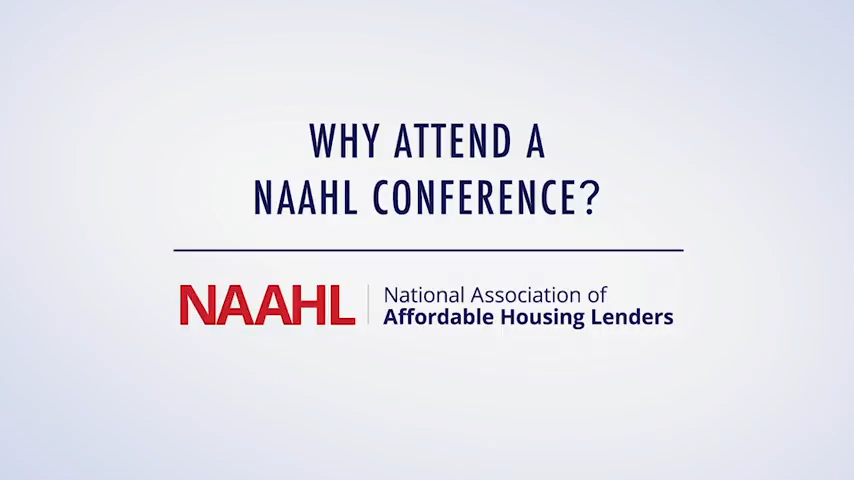 WHY ATTEND A
NAAHL CONFERENCE?
NAAHL
National Association of
Affordable Housing Lenders